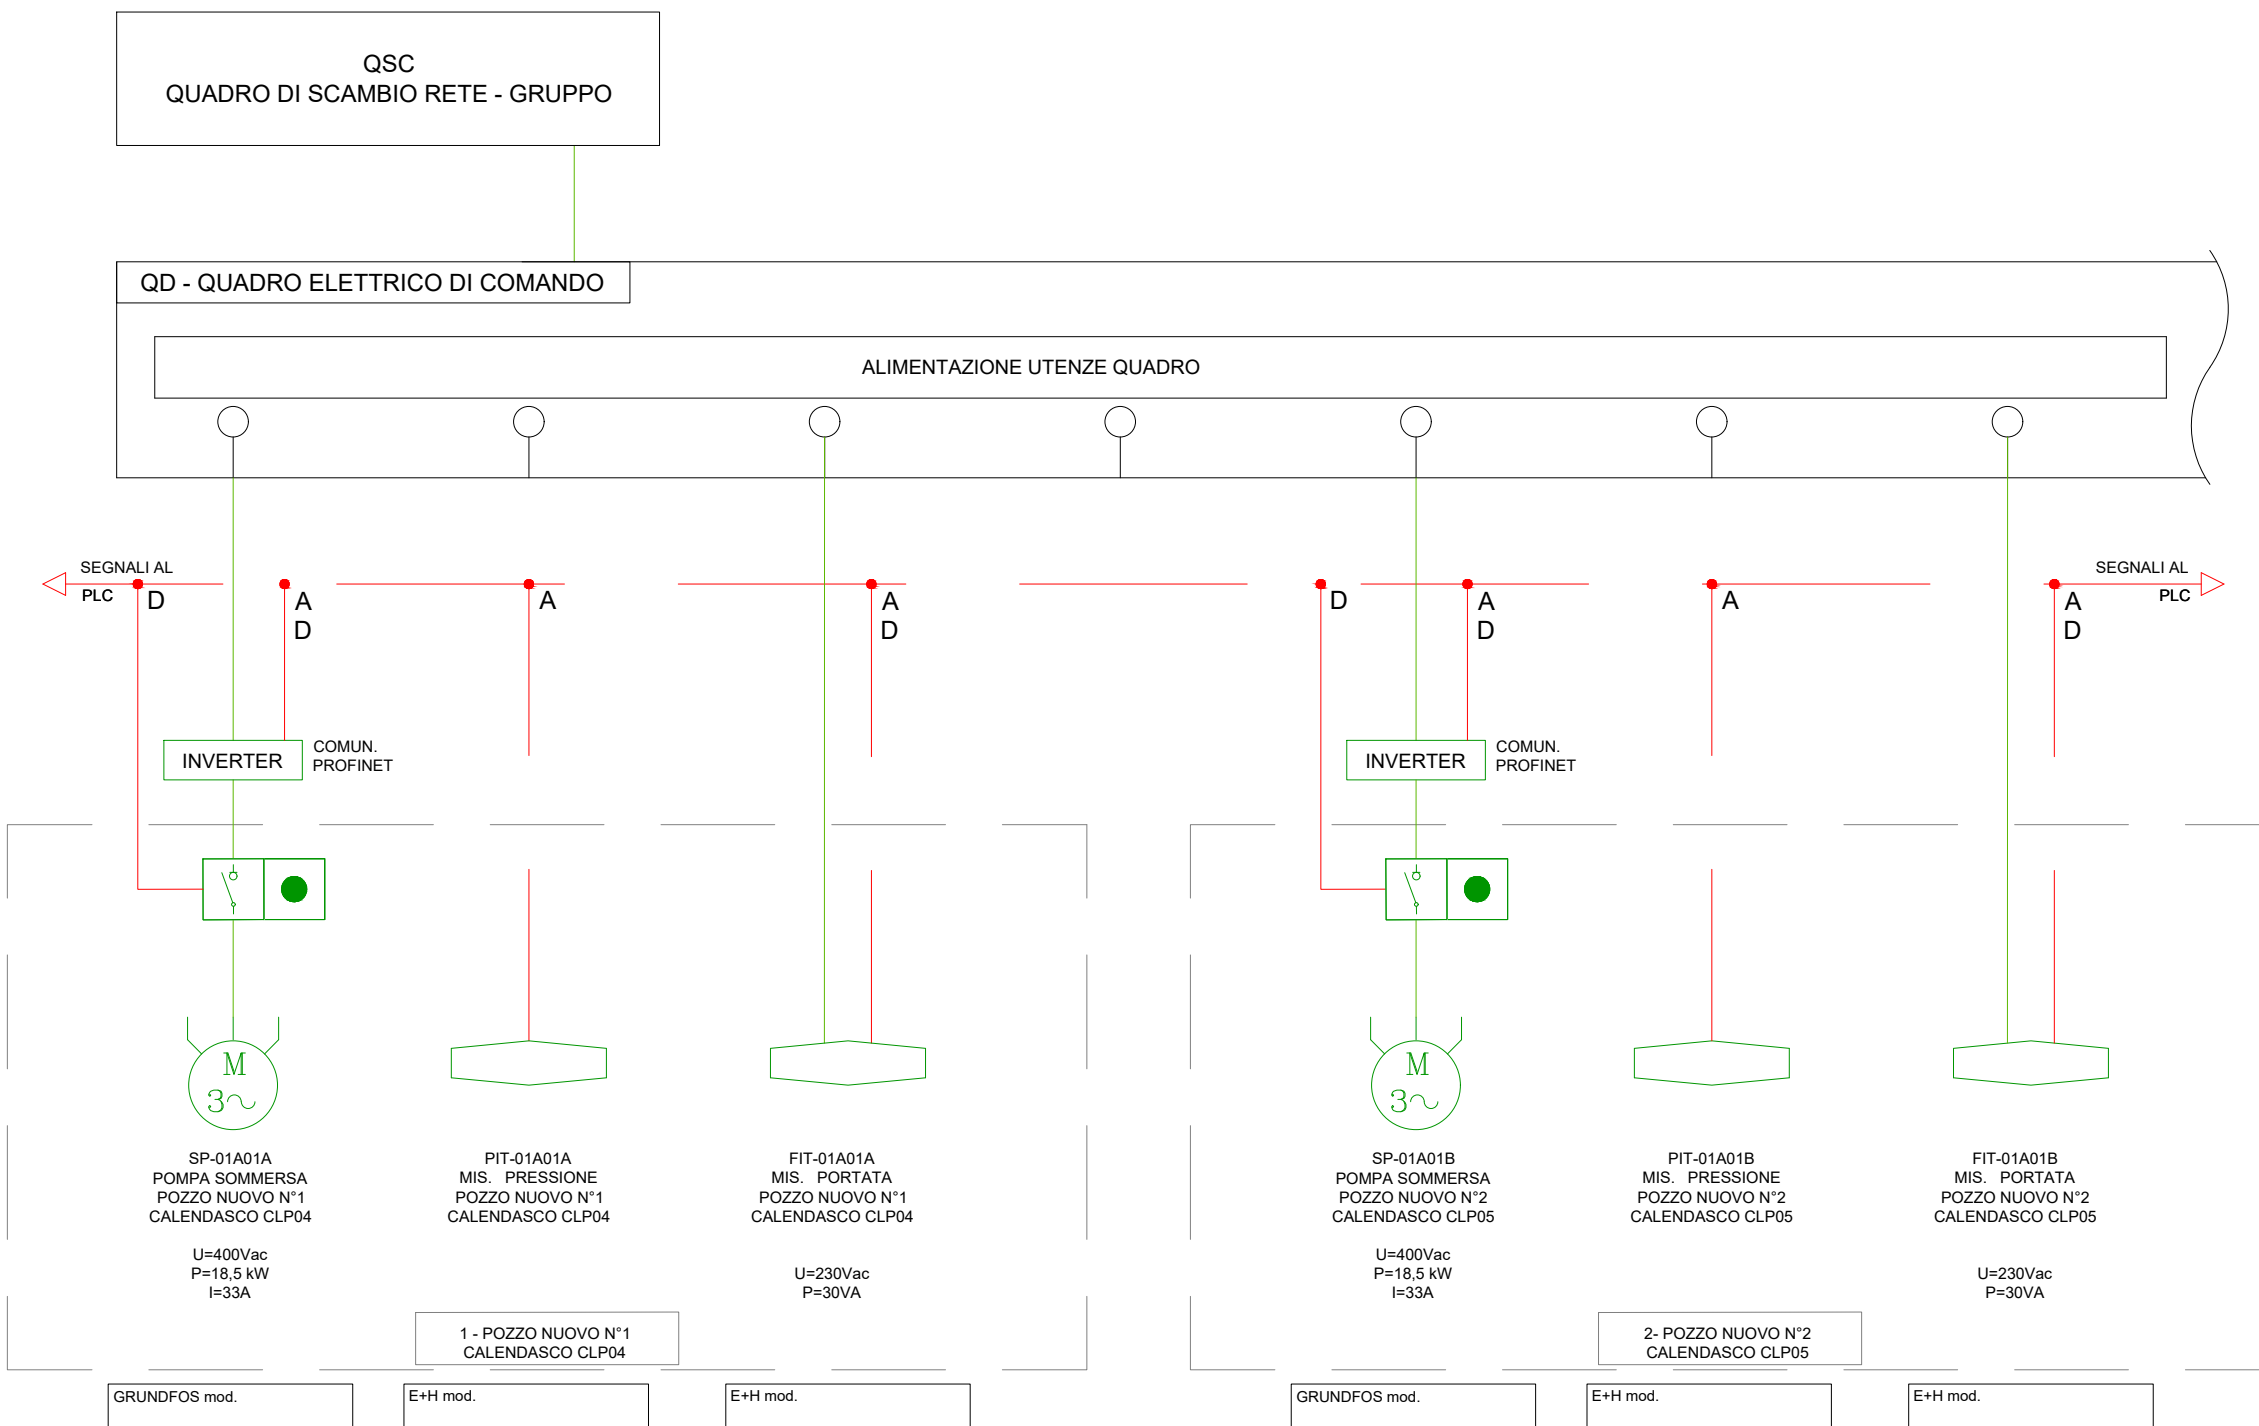 QSC
QUADRO DI SCAMBIO RETE - GRUPPO
QD - QUADRO ELETTRICO DI COMANDO
ALIMENTAZIONE UTENZE QUADRO
SEGNALI AL
PLC
D
A
D
A
A
D
D
A
D
A
A
D
SEGNALI AL
PLC
INVERTER
COMUN.
PROFINET
INVERTER
COMUN.
PROFINET
M
3~
M
3~
SP-01A01A
POMPA SOMMERSA
POZZO NUOVO N°1
CALENDASCO CLP04
U=400Vac
P=18,5 kW
I=33A
PIT-01A01A
MIS. PRESSIONE
POZZO NUOVO N°1
CALENDASCO CLP04
FIT-01A01A
MIS. PORTATA
POZZO NUOVO N°1
CALENDASCO CLP04
U=230Vac
P=30VA
SP-01A01B
POMPA SOMMERSA
POZZO NUOVO N°2
CALENDASCO CLP05
U=400Vac
P=18,5 kW
I=33A
PIT-01A01B
MIS. PRESSIONE
POZZO NUOVO N°2
CALENDASCO CLP05
FIT-01A01B
MIS. PORTATA
POZZO NUOVO N°2
CALENDASCO CLP05
U=230Vac
P=30VA
1 - POZZO NUOVO N°1
CALENDASCO CLP04
2- POZZO NUOVO N°2
CALENDASCO CLP05
GRUNDFOS mod.
E+H mod.
E+H mod.
GRUNDFOS mod.
E+H mod.
E+H mod.